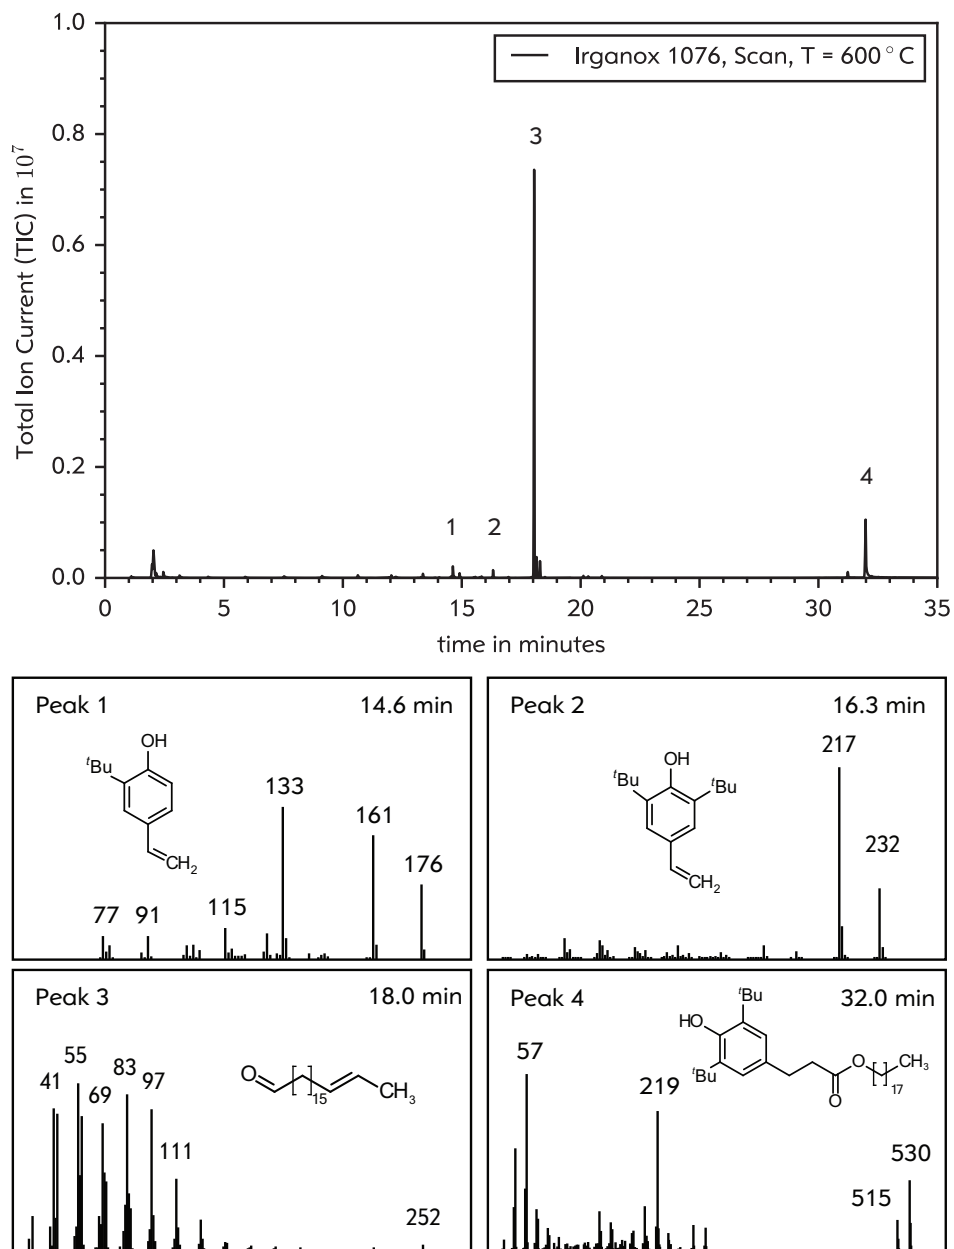 1.0
Irganox 1076, Scan, T = 600 °C
0.8
3
0.6
0.4
0.2
4
1
2
0.0
Total Ion Current (TIC) in 10⁷
0 5 10 15 20 25 30 35
time in minutes
Peak 1 14.6 min
OH
ᵗBu
CH₂
77 91 115 133 161 176
Peak 2 16.3 min
OH
ᵗBu ᵗBu
CH₂
217
232
Peak 3 18.0 min
41 55 69 83 97 111 252
O
15
CH₃
Peak 4 32.0 min
ᵗBu
HO
ᵗBu
O
O
17
CH₃
57
219
515
530